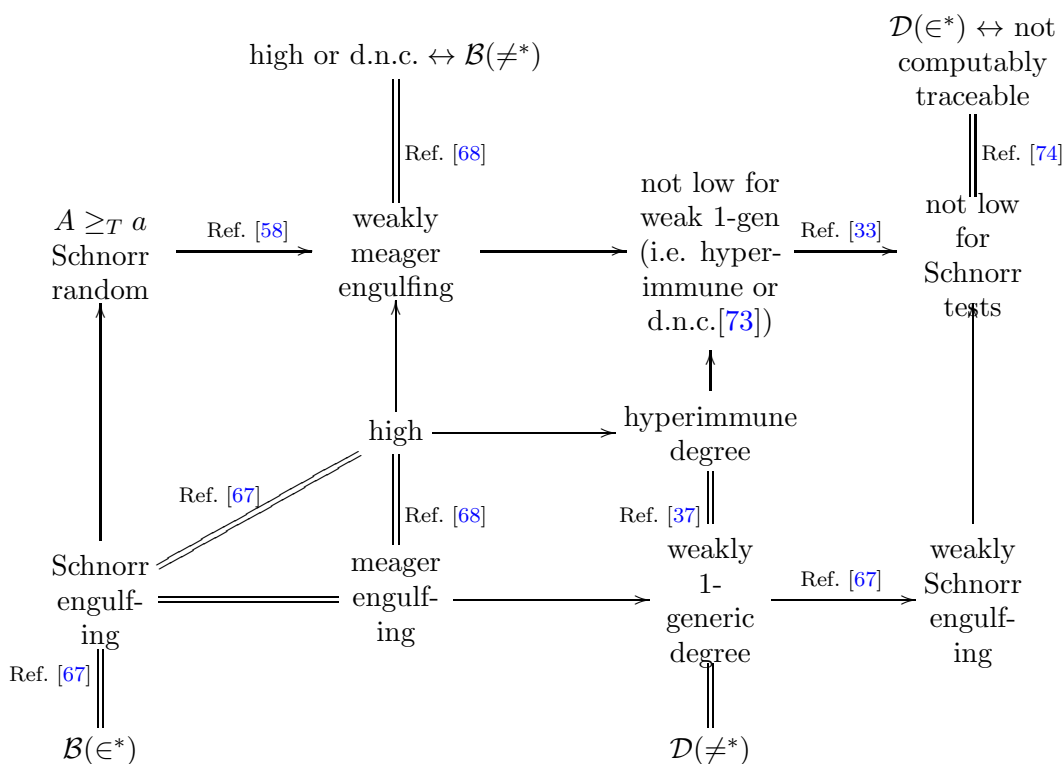 high or d.n.c. ↔ 𝓑(≠*)
𝓓(∈*) ↔ not
computably
traceable
Ref. [68]
Ref. [74]
A ≥_T a
Schnorr
random
Ref. [58]
weakly
meager
engulfing
not low for
weak 1-gen
(i.e. hyper-
immune or
d.n.c.[73])
Ref. [33]
not low
for
Schnorr
tests
high
hyperimmune
degree
Ref. [67]
Ref. [68]
Ref. [37]
Schnorr
engulf-
ing
meager
engulf-
ing
weakly
1-
generic
degree
Ref. [67]
weakly
Schnorr
engulf-
ing
Ref. [67]
𝓑(∈*)
𝓓(≠*)